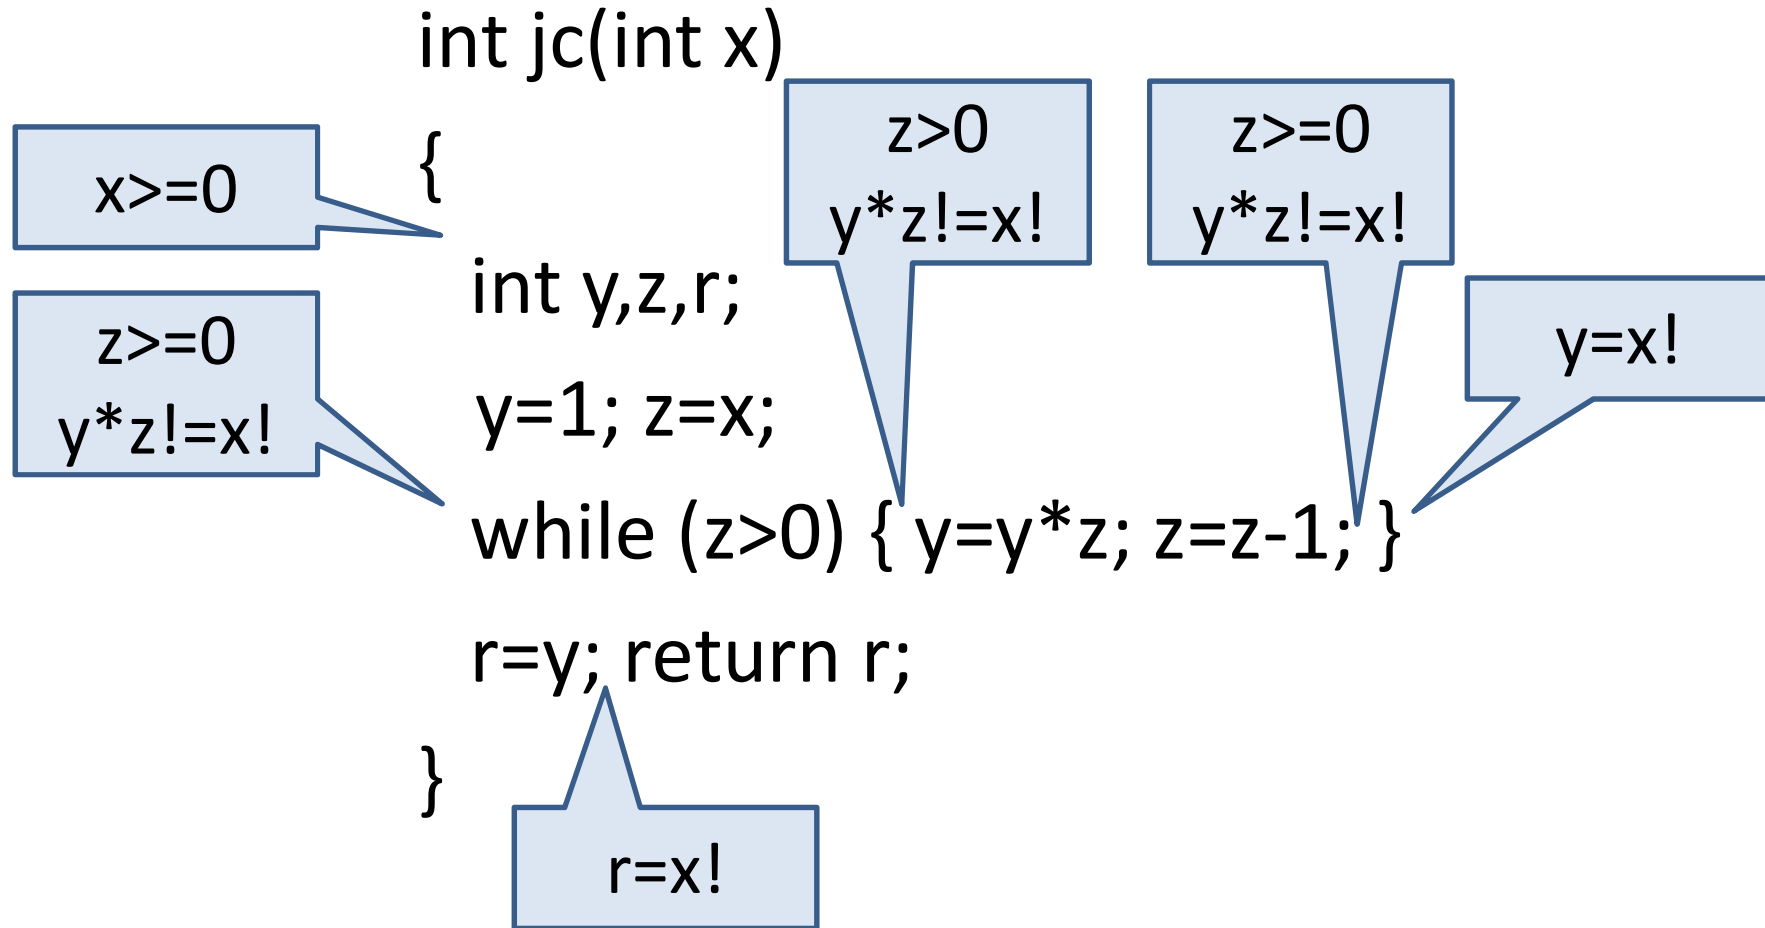 int jc(int x)
{
x>=0
int y,z,r;
y=1; z=x;
z>=0
y*z!=x!
while (z>0) { y=y*z; z=z-1; }
z>0
y*z!=x!
z>=0
y*z!=x!
y=x!
r=y; return r;
r=x!
}